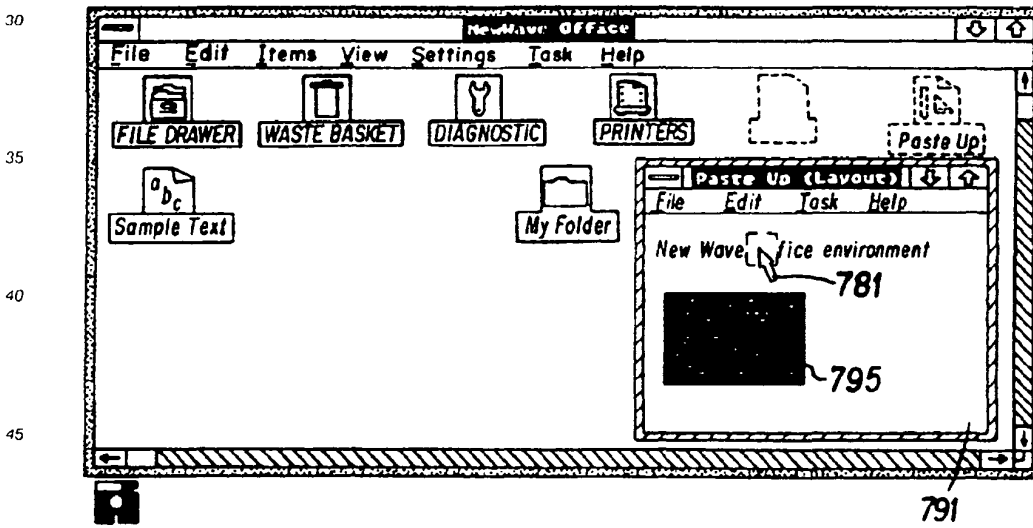 30
NewWave Office
File Edit Items View Settings Task Help
FILE DRAWER WASTE BASKET DIAGNOSTIC PRINTERS Paste Up
35
Paste Up (Layout)
abc
File Edit Task Help
Sample Text My Folder
New Wave fice environment
781
40
795
45
791